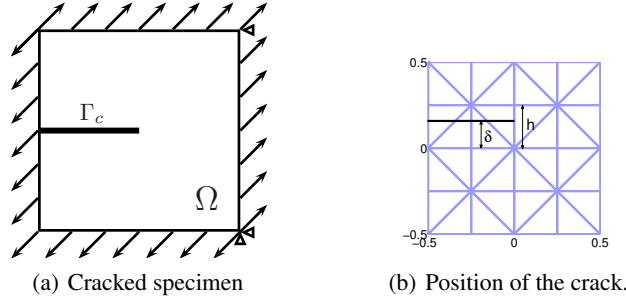 Γc
Ω
(a) Cracked specimen
0.5
0
−0.5
−0.5 0 0.5
h
δ
(b) Position of the crack.